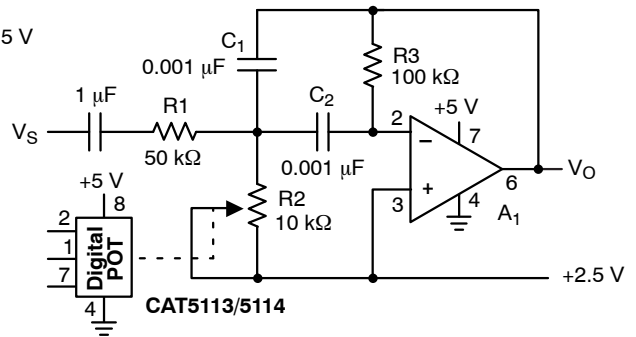 5 V
C1
0.001 μF
R3
100 kΩ
1 μF
R1
C2
+5 V
VS
2
7
–
50 kΩ
0.001 μF
6
VO
+5 V
8
R2
10 kΩ
+
3
4
A1
2
1
7
Digital
POT
4
+2.5 V
CAT5113/5114